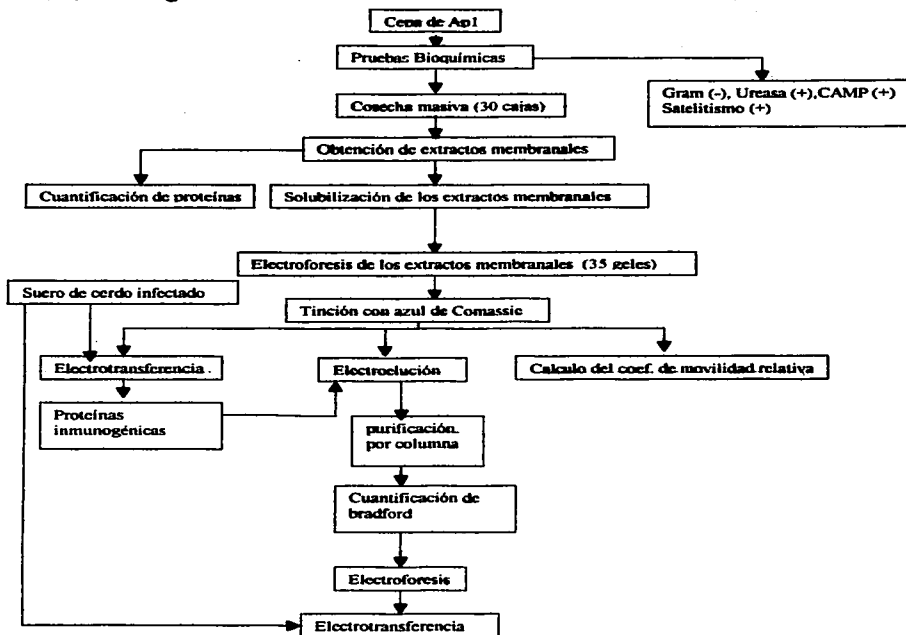 Cepa de Ap1
Pruebas Bioquímicas
Gram (-), Ureasa (+),CAMP (+)
Satelitismo (+)
Cosecha masiva (30 cajas)
Obtención de extractos membranales
Cuantificación de proteínas
Solubilización de los extractos membranales
Electroforesis de los extractos membranales (35 geles)
Suero de cerdo infectado
Tinción con azul de Comassie
Electrotransferencia .
Electroelución
Calculo del coef. de movilidad relativa
Proteínas
inmunogénicas
purificación.
por columna
Cuantificación de
bradford
Electroforesis
Electrotransferencia